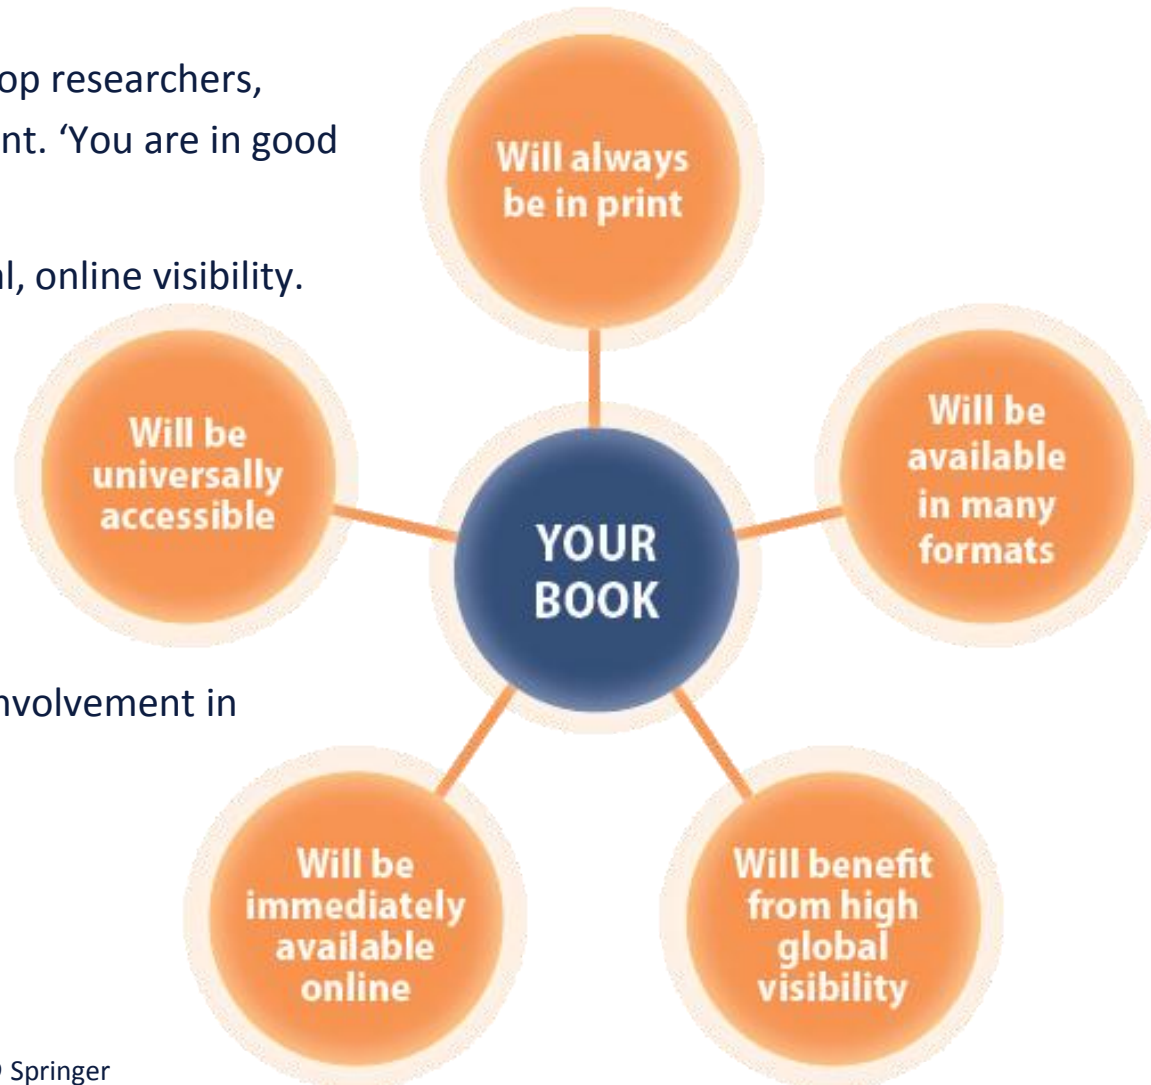 op researchers,
nt. ‘You are in good
l, online visibility.
nvolvement in
Will always
be in print
Will be
available
in many
formats
Will benefit
from high
global
visibility
Will be
immediately
available
online
Will be
universally
accessible
YOUR
BOOK
Springer